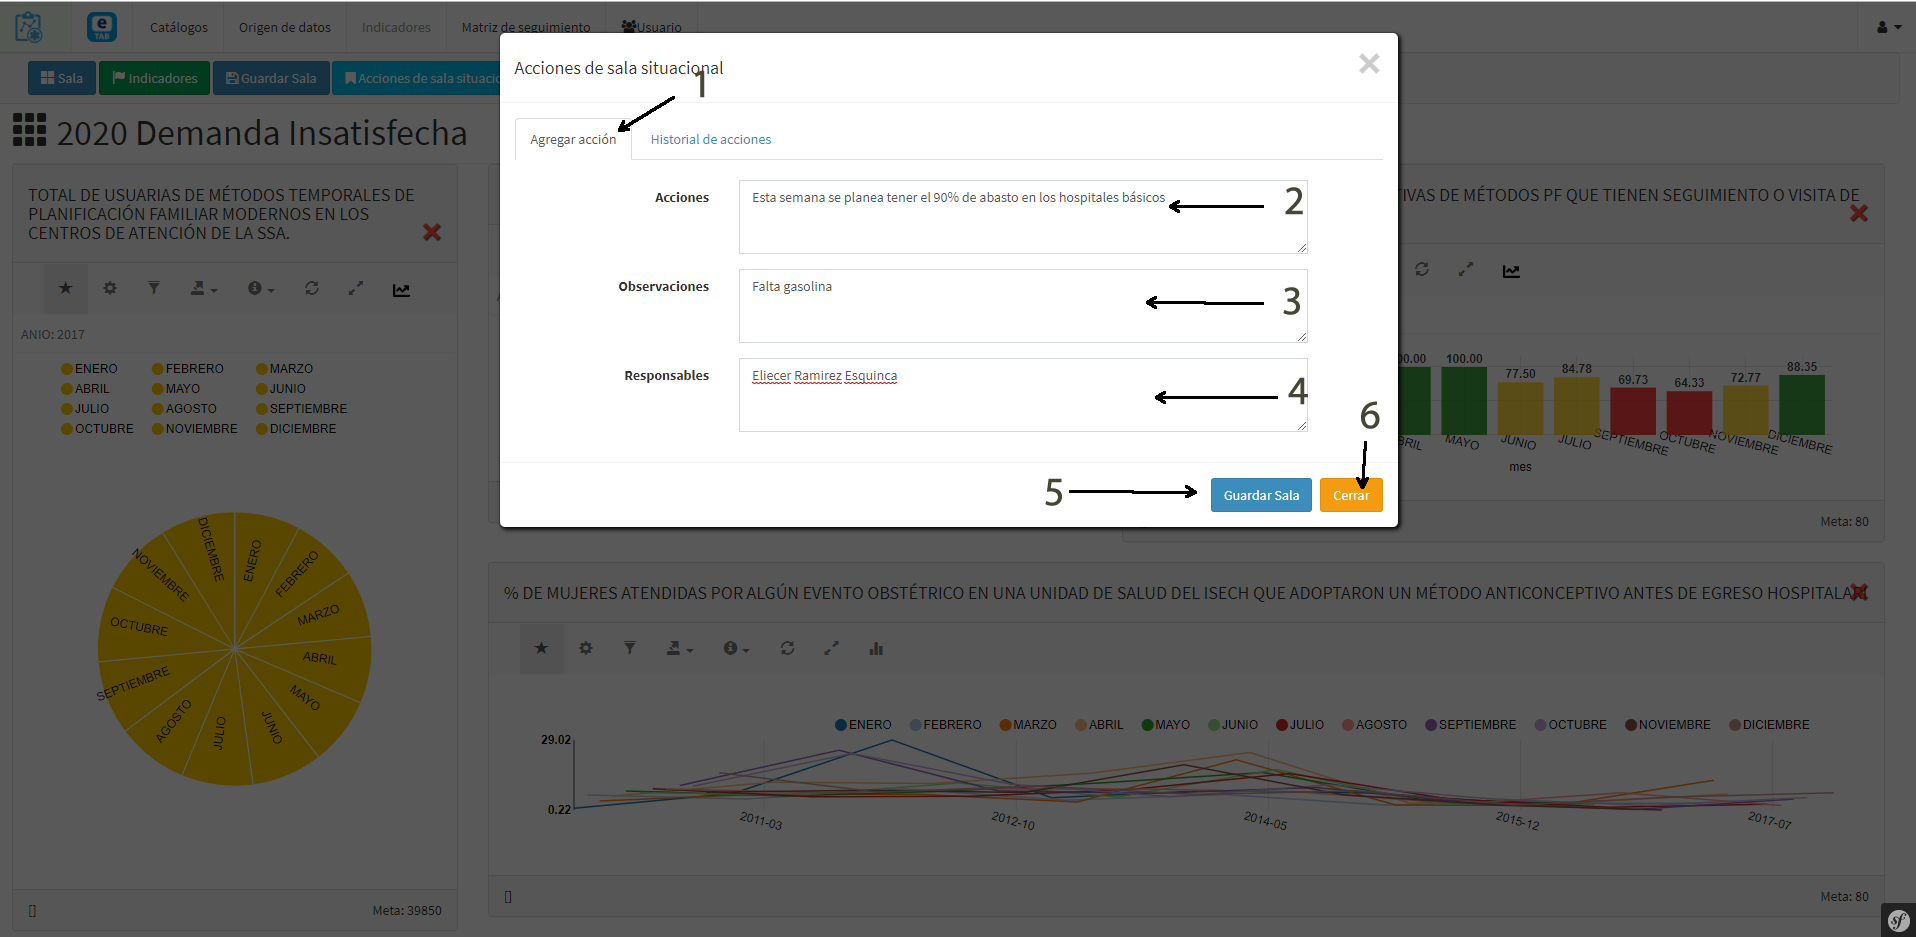 e
TAB
Catálogos
Origen de datos
Indicadores
Matriz de seguimiento
Usuario
Sala
Indicadores
Guardar Sala
Acciones de sala situacio
2020 Demanda Insatisfecha
Acciones de sala situacional
1
Agregar acción
Historial de acciones
Acciones
Esta semana se planea tener el 90% de abasto en los hospitales básicos
2
Observaciones
Falta gasolina
3
Responsables
Eliecer Ramirez Esquinca
4
5
6
Guardar Sala
Cerrar
TOTAL DE USUARIAS DE MÉTODOS TEMPORALES DE
PLANIFICACIÓN FAMILIAR MODERNOS EN LOS
CENTROS DE ATENCIÓN DE LA SSA.
ANIO: 2017
ENERO FEBRERO MARZO
ABRIL MAYO JUNIO
JULIO AGOSTO SEPTIEMBRE
OCTUBRE NOVIEMBRE DICIEMBRE
ENERO
FEBRERO
MARZO
ABRIL
MAYO
JUNIO
JULIO
AGOSTO
SEPTIEMBRE
OCTUBRE
NOVIEMBRE
DICIEMBRE
[]
Meta: 39850
TIVAS DE MÉTODOS PF QUE TIENEN SEGUIMIENTO O VISITA DE
00.00 100.00 77.50 84.78 69.73 64.33 72.77 88.35
BRIL MAYO JUNIO JULIO SEPTIEMBRE OCTUBRE NOVIEMBRE DICIEMBRE
mes
Meta: 80
% DE MUJERES ATENDIDAS POR ALGÚN EVENTO OBSTÉTRICO EN UNA UNIDAD DE SALUD DEL ISECH QUE ADOPTARON UN MÉTODO ANTICONCEPTIVO ANTES DE EGRESO HOSPITALAR
ENERO FEBRERO MARZO ABRIL MAYO JUNIO JULIO AGOSTO SEPTIEMBRE OCTUBRE NOVIEMBRE DICIEMBRE
29.02
0.22
2011-03 2012-10 2014-05 2015-12 2017-07
[]
Meta: 80
sf